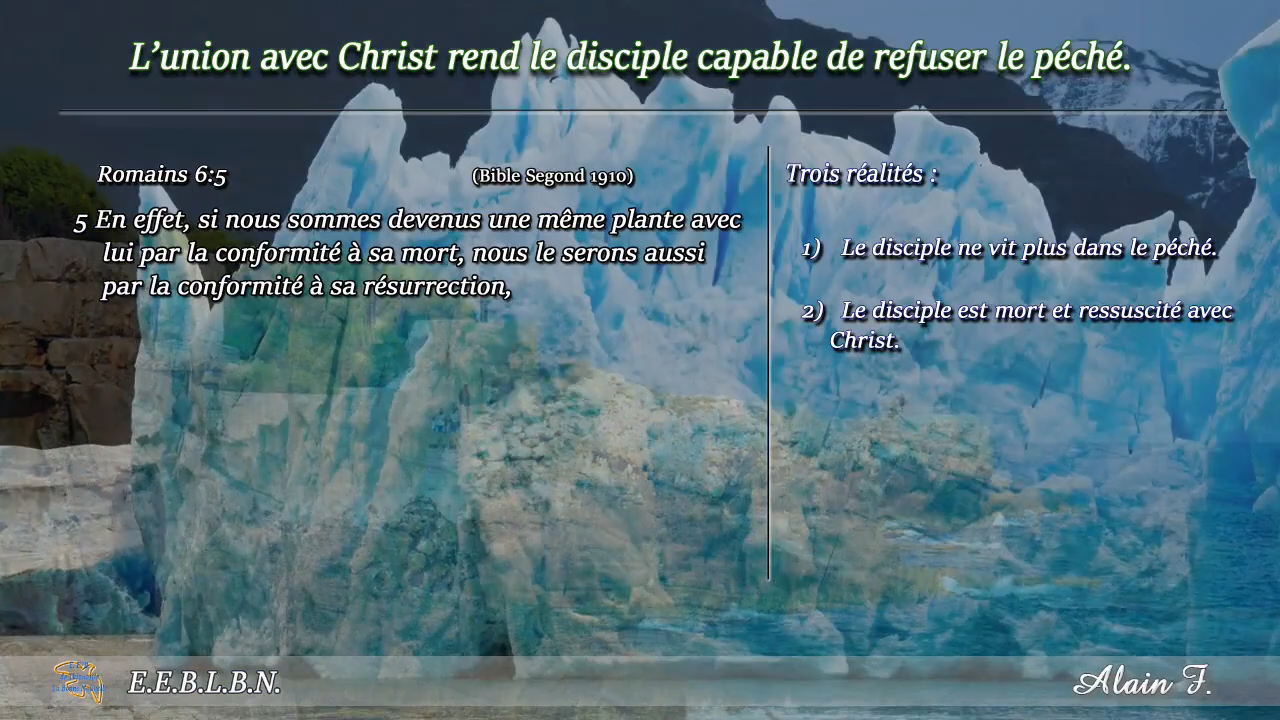 L’union avec Christ rend le disciple capable de refuser le péché.
Romains 6:5 (Bible Segond 1910)
5 En effet, si nous sommes devenus une même plante avec
lui par la conformité à sa mort, nous le serons aussi
par la conformité à sa résurrection,
Trois réalités :
1) Le disciple ne vit plus dans le péché.
2) Le disciple est mort et ressuscité avec
Christ.
E.E.B.L.B.N.
Alain F.